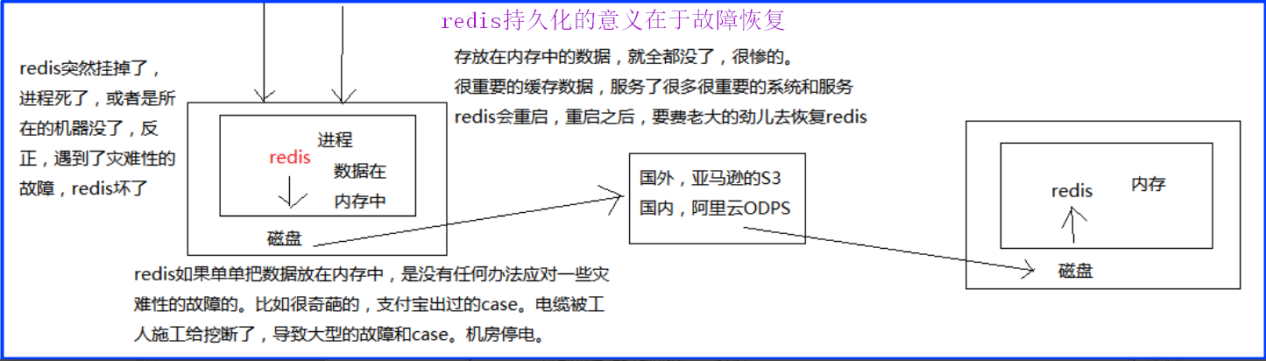 redis持久化的意义在于故障恢复
redis突然挂掉了，
进程死了，或者是所
在的机器没了，反
正，遇到了灾难性的
故障，redis坏了
存放在内存中的数据，就全都没了，很惨的。
很重要的缓存数据，服务了很多很重要的系统和服务
redis会重启，重启之后，要费老大的劲儿去恢复redis
进程
redis
数据在
内存中
磁盘
国外，亚马逊的S3
国内，阿里云ODPS
redis
内存
磁盘
redis如果单单把数据放在内存中，是没有任何办法应对一些灾
难性的故障的。比如很奇葩的，支付宝出过的case。电缆被工
人施工给挖断了，导致大型的故障和case。机房停电。